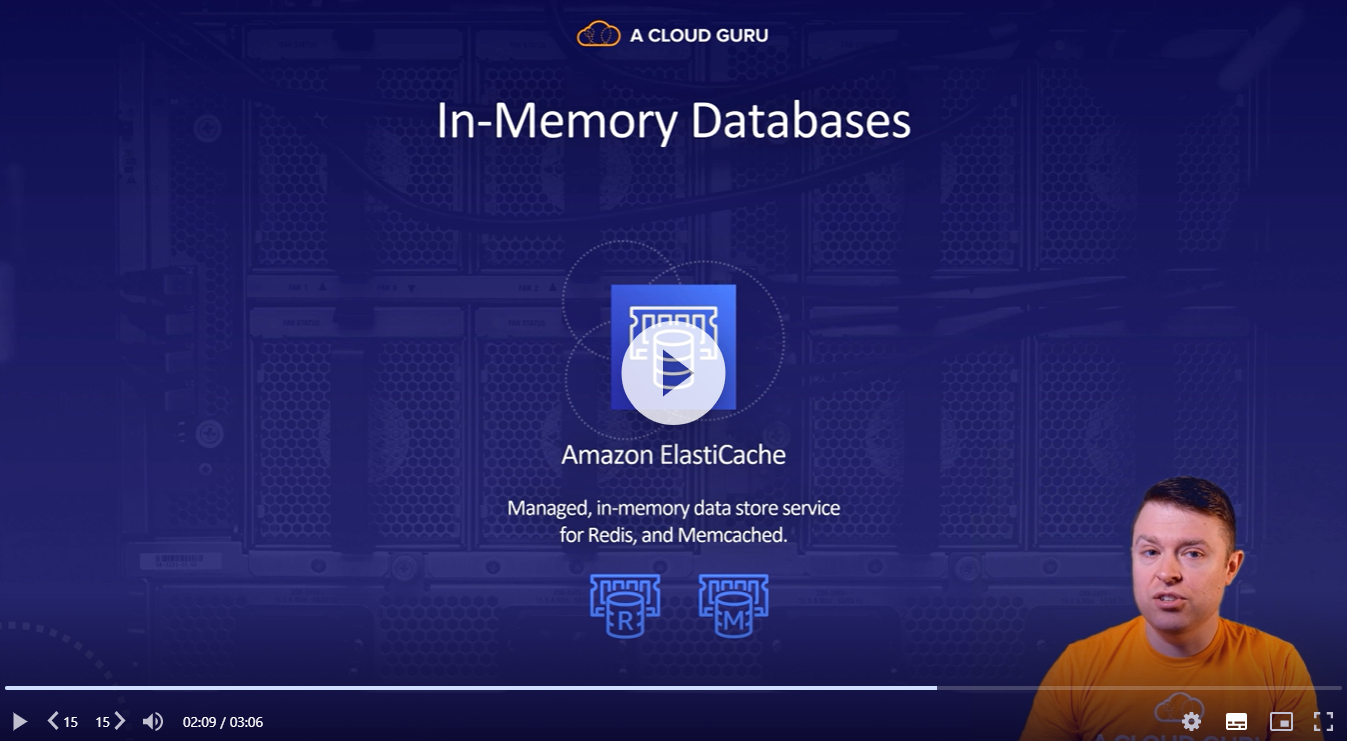 A CLOUD GURU
In-Memory Databases
Amazon ElastiCache
Managed, in-memory data store service
for Redis, and Memcached.
R M
15 15 02:09 / 03:06